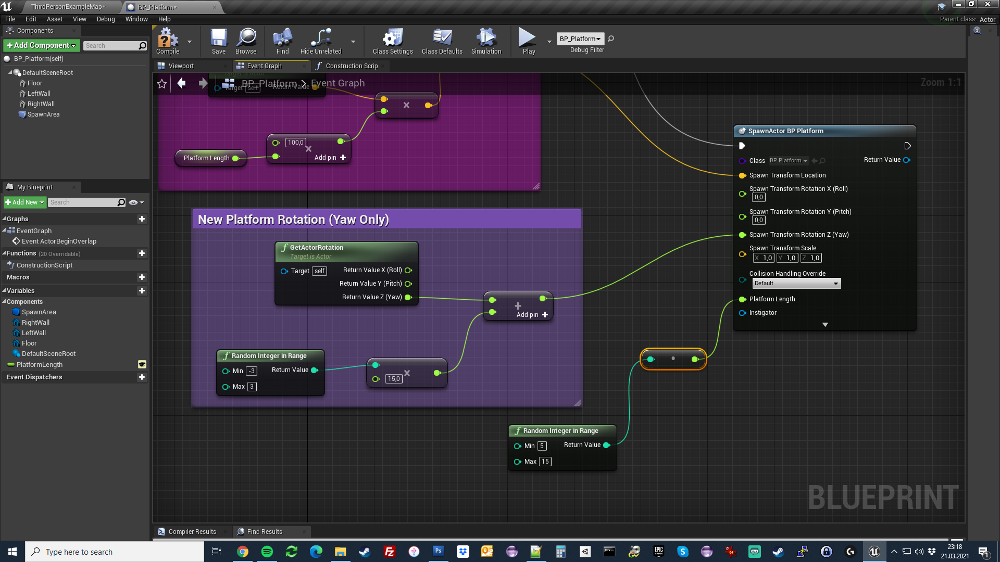 ThirdPersonExampleMap*
BP_Platform*
File Edit Asset View Debug Window Help
Parent class: Actor
Components
+Add Component
Search
BP_Platform(self)
DefaultSceneRoot
Floor
LeftWall
RightWall
SpawnArea
My Blueprint
+Add New
Search
Graphs
EventGraph
Event ActorBeginOverlap
Functions (20 Overridable)
ConstructionScript
Macros
Variables
Components
SpawnArea
RightWall
LeftWall
Floor
DefaultSceneRoot
PlatformLength
Event Dispatchers
Compile
Save
Browse
Find
Hide Unrelated
Class Settings
Class Defaults
Simulation
Play
BP_Platform
Debug Filter
Viewport
Event Graph
Construction Scrip
BP_Platform > Event Graph
Zoom 1:1
Target is Actor
Target self
Return Value
100,0
Add pin +
Platform Length
New Platform Rotation (Yaw Only)
GetActorRotation
Target is Actor
Target self
Return Value X (Roll)
Return Value Y (Pitch)
Return Value Z (Yaw)
Add pin +
Random Integer in Range
Min -3
Return Value
Max 3
15,0
Random Integer in Range
Min 5
Return Value
Max 15
SpawnActor BP Platform
Class BP Platform
Return Value
Spawn Transform Location
Spawn Transform Rotation X (Roll)
0,0
Spawn Transform Rotation Y (Pitch)
0,0
Spawn Transform Rotation Z (Yaw)
Spawn Transform Scale
X 1,0 Y 1,0 Z 1,0
Collision Handling Override
Default
Platform Length
Instigator
BLUEPRINT
Compiler Results
Find Results
Type here to search
23:18
21.03.2021